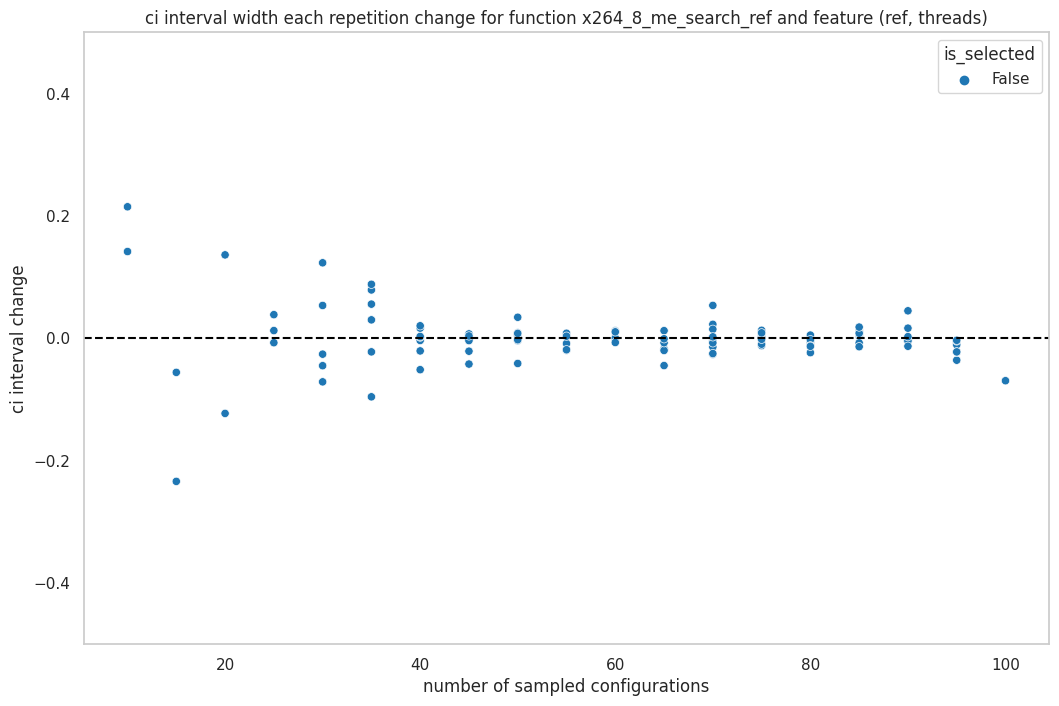 ci interval width each repetition change for function x264_8_me_search_ref and feature (ref, threads)
is_selected
False
ci interval change
0.4
0.2
0.0
−0.2
−0.4
20
40
60
80
100
number of sampled configurations